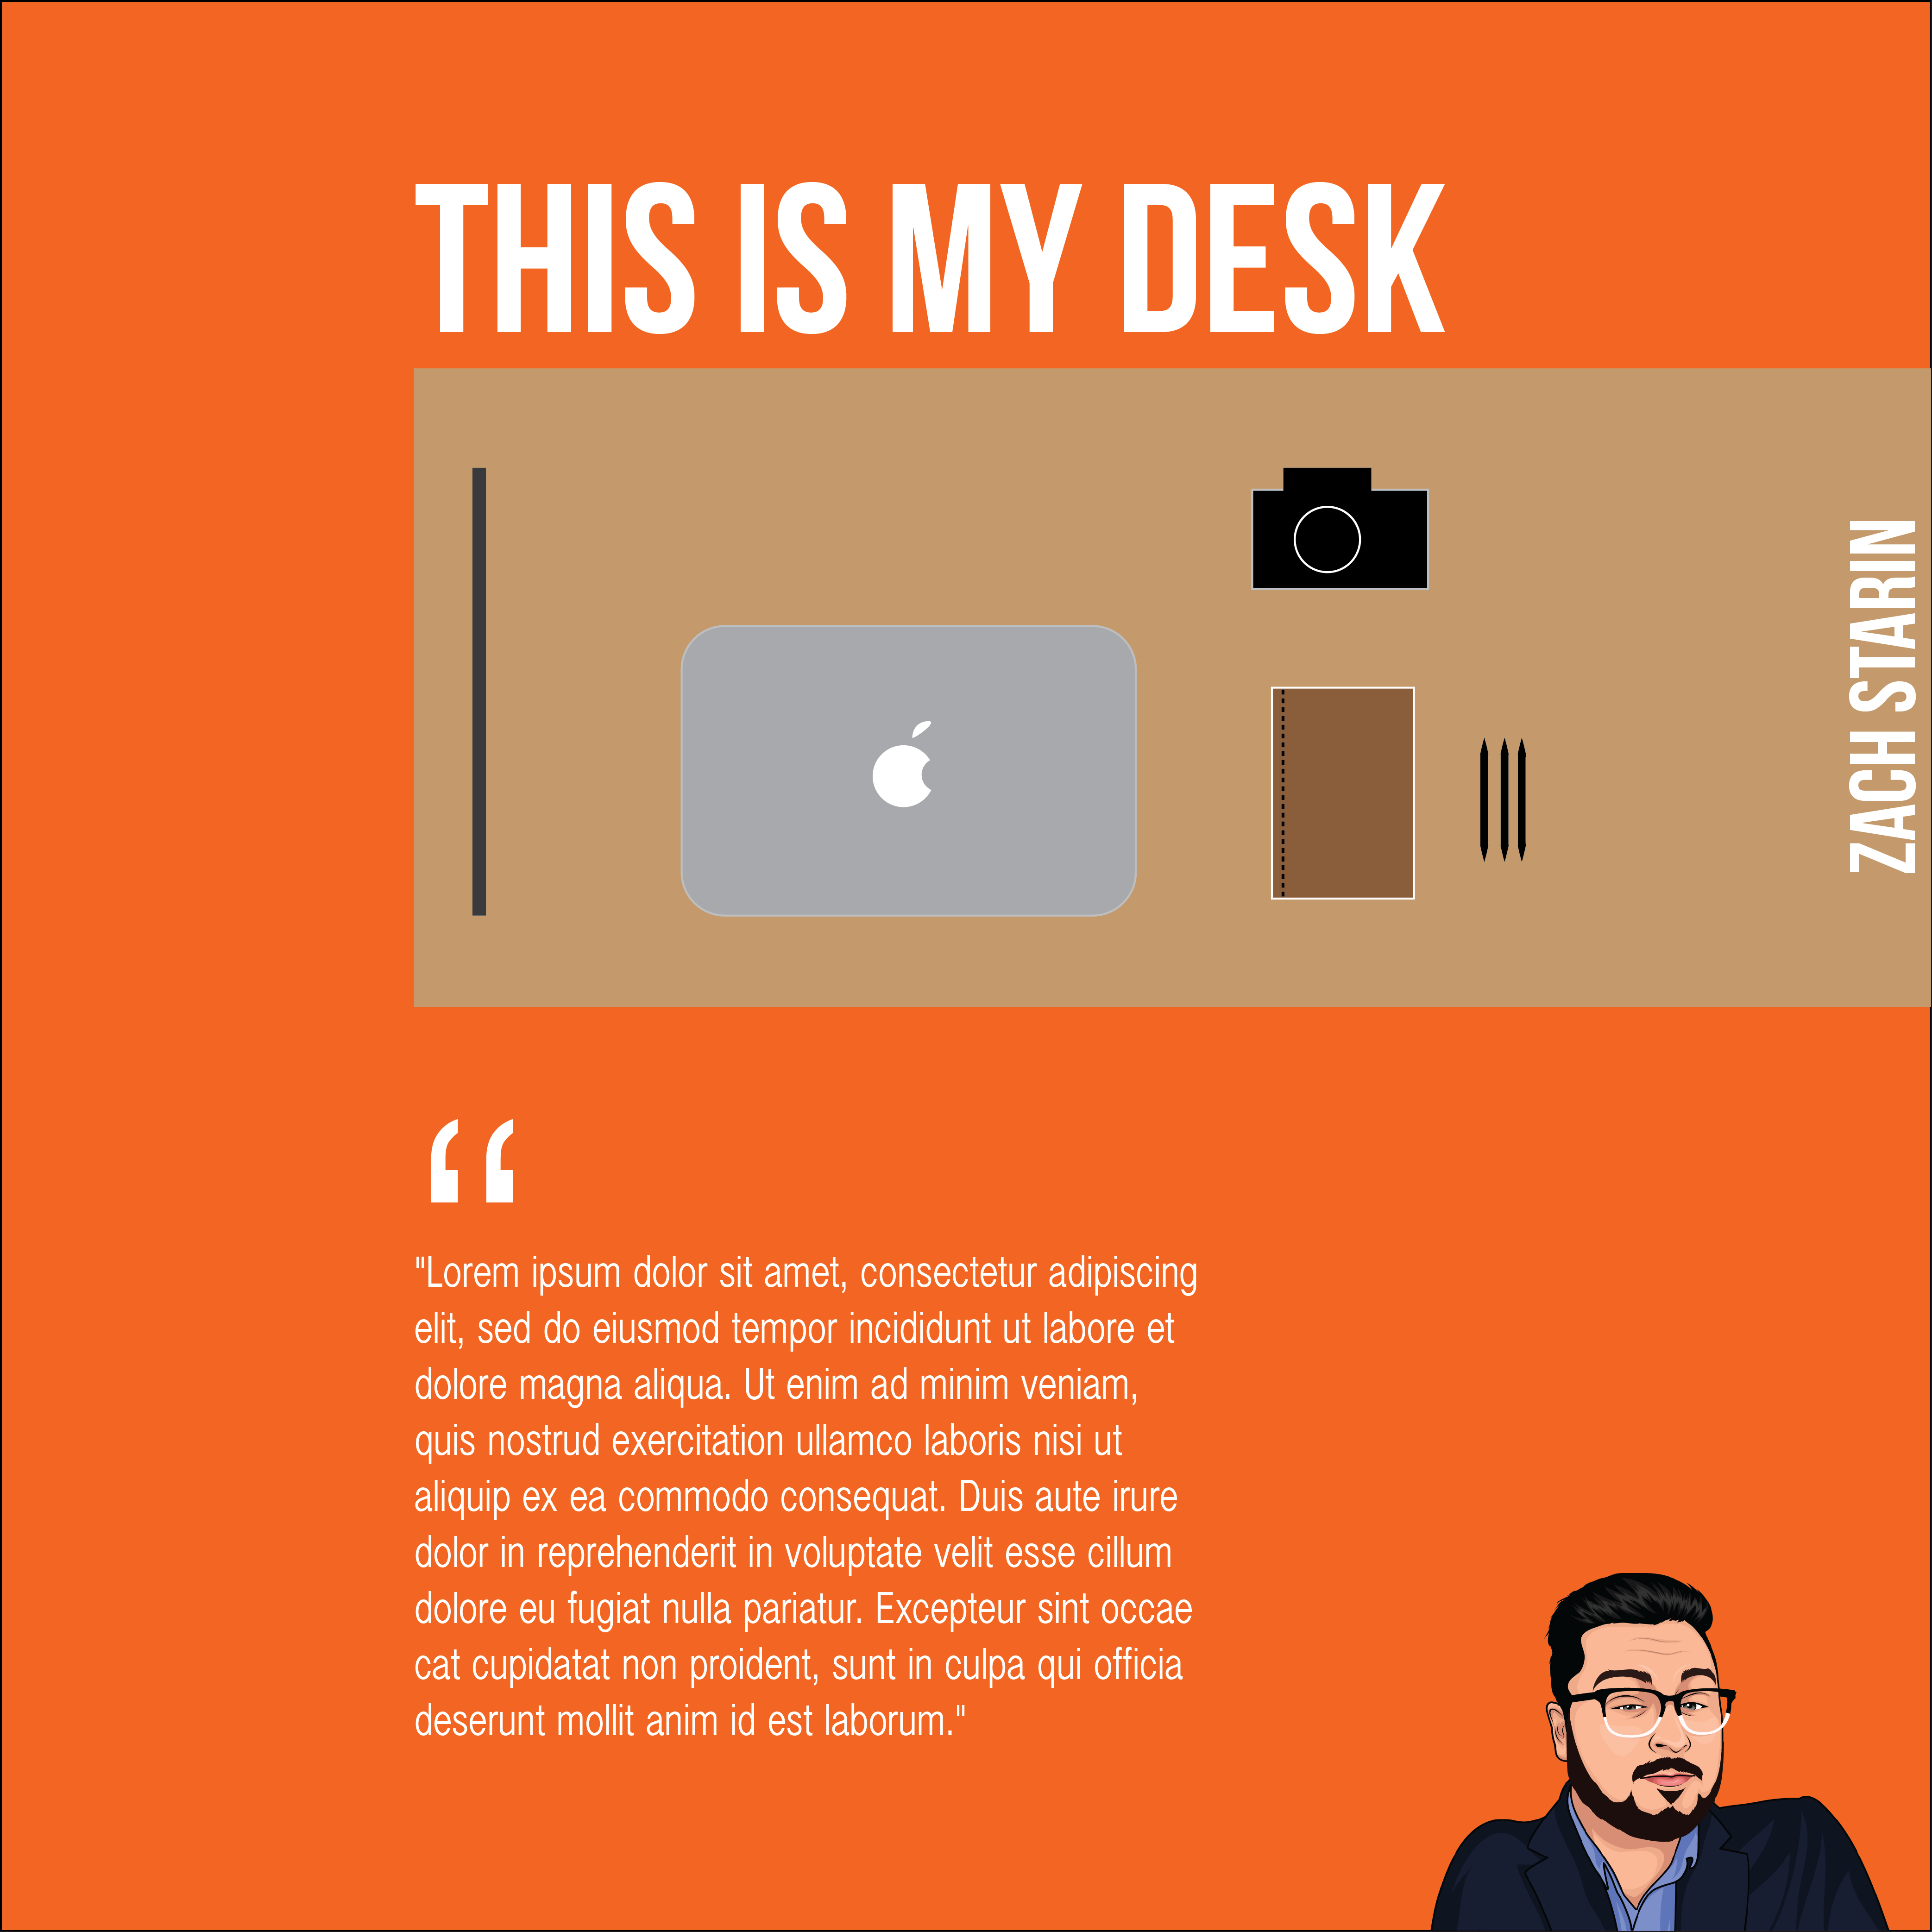 THIS IS MY DESK
ZACH STARIN
“
"Lorem ipsum dolor sit amet, consectetur adipiscing
elit, sed do eiusmod tempor incididunt ut labore et
dolore magna aliqua. Ut enim ad minim veniam,
quis nostrud exercitation ullamco laboris nisi ut
aliquip ex ea commodo consequat. Duis aute irure
dolor in reprehenderit in voluptate velit esse cillum
dolore eu fugiat nulla pariatur. Excepteur sint occae
cat cupidatat non proident, sunt in culpa qui officia
deserunt mollit anim id est laborum."